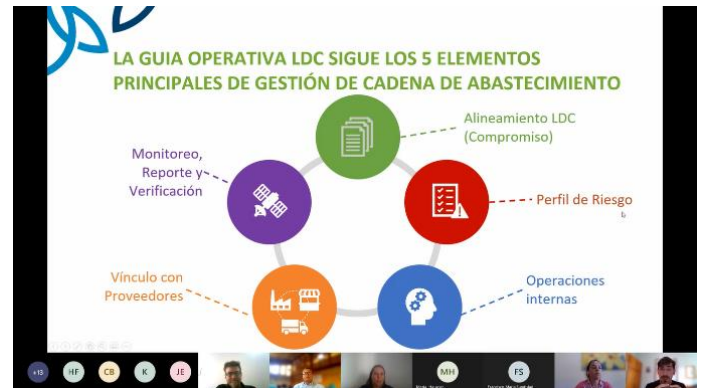 LA GUIA OPERATIVA LDC SIGUE LOS 5 ELEMENTOS
PRINCIPALES DE GESTIÓN DE CADENA DE ABASTECIMIENTO
Alineamiento LDC
(Compromiso)
Monitoreo,
Reporte y
Verificación
Perfil de Riesgo
Vínculo con
Proveedores
Operaciones
internas
+13
HF
CB
K
JE
MH
FS